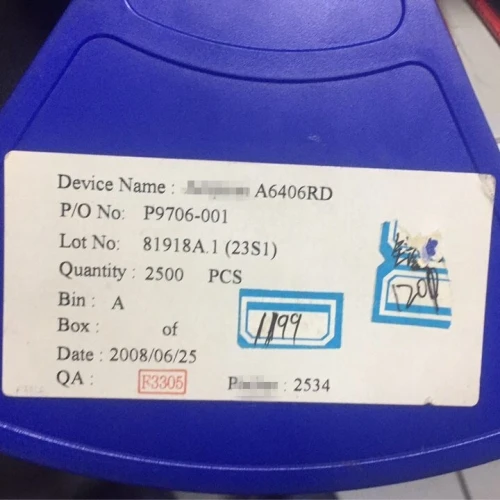 Device Name : A6406RD
P/O No: P9706-001
Lot No: 81918A.1 (23S1)
Quantity : 2500 PCS
Bin : A
Box : of
1199
Date : 2008/06/25
QA : F3305
: 2534